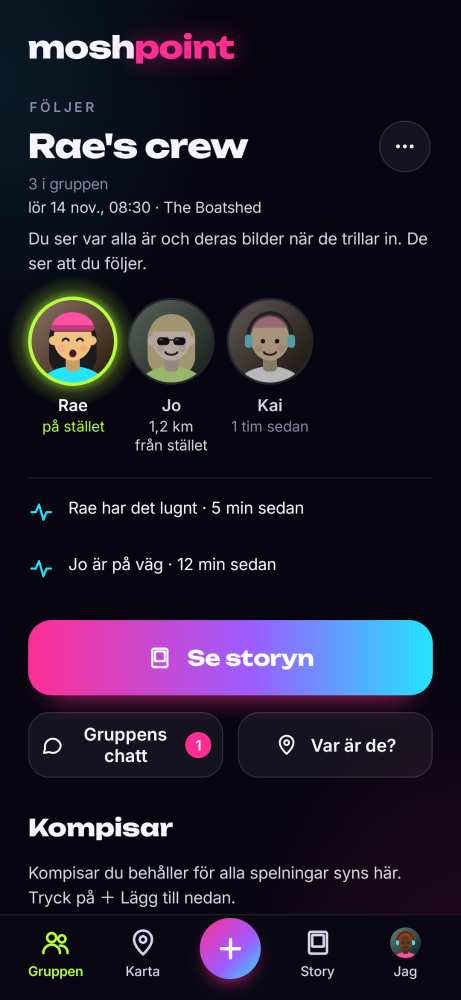 moshpoint
FÖLJER
Rae's crew
3 i gruppen
lör 14 nov., 08:30 · The Boatshed
Du ser var alla är och deras bilder när de trillar in. De
ser att du följer.
Rae
på stället
Jo
1,2 km
från stället
Kai
1 tim sedan
Rae har det lugnt · 5 min sedan
Jo är på väg · 12 min sedan
Se storyn
Gruppens
chatt
1
Var är de?
Kompisar
Kompisar du behåller för alla spelningar syns här.
Tryck på + Lägg till nedan.
Gruppen
Karta
Story
Jag